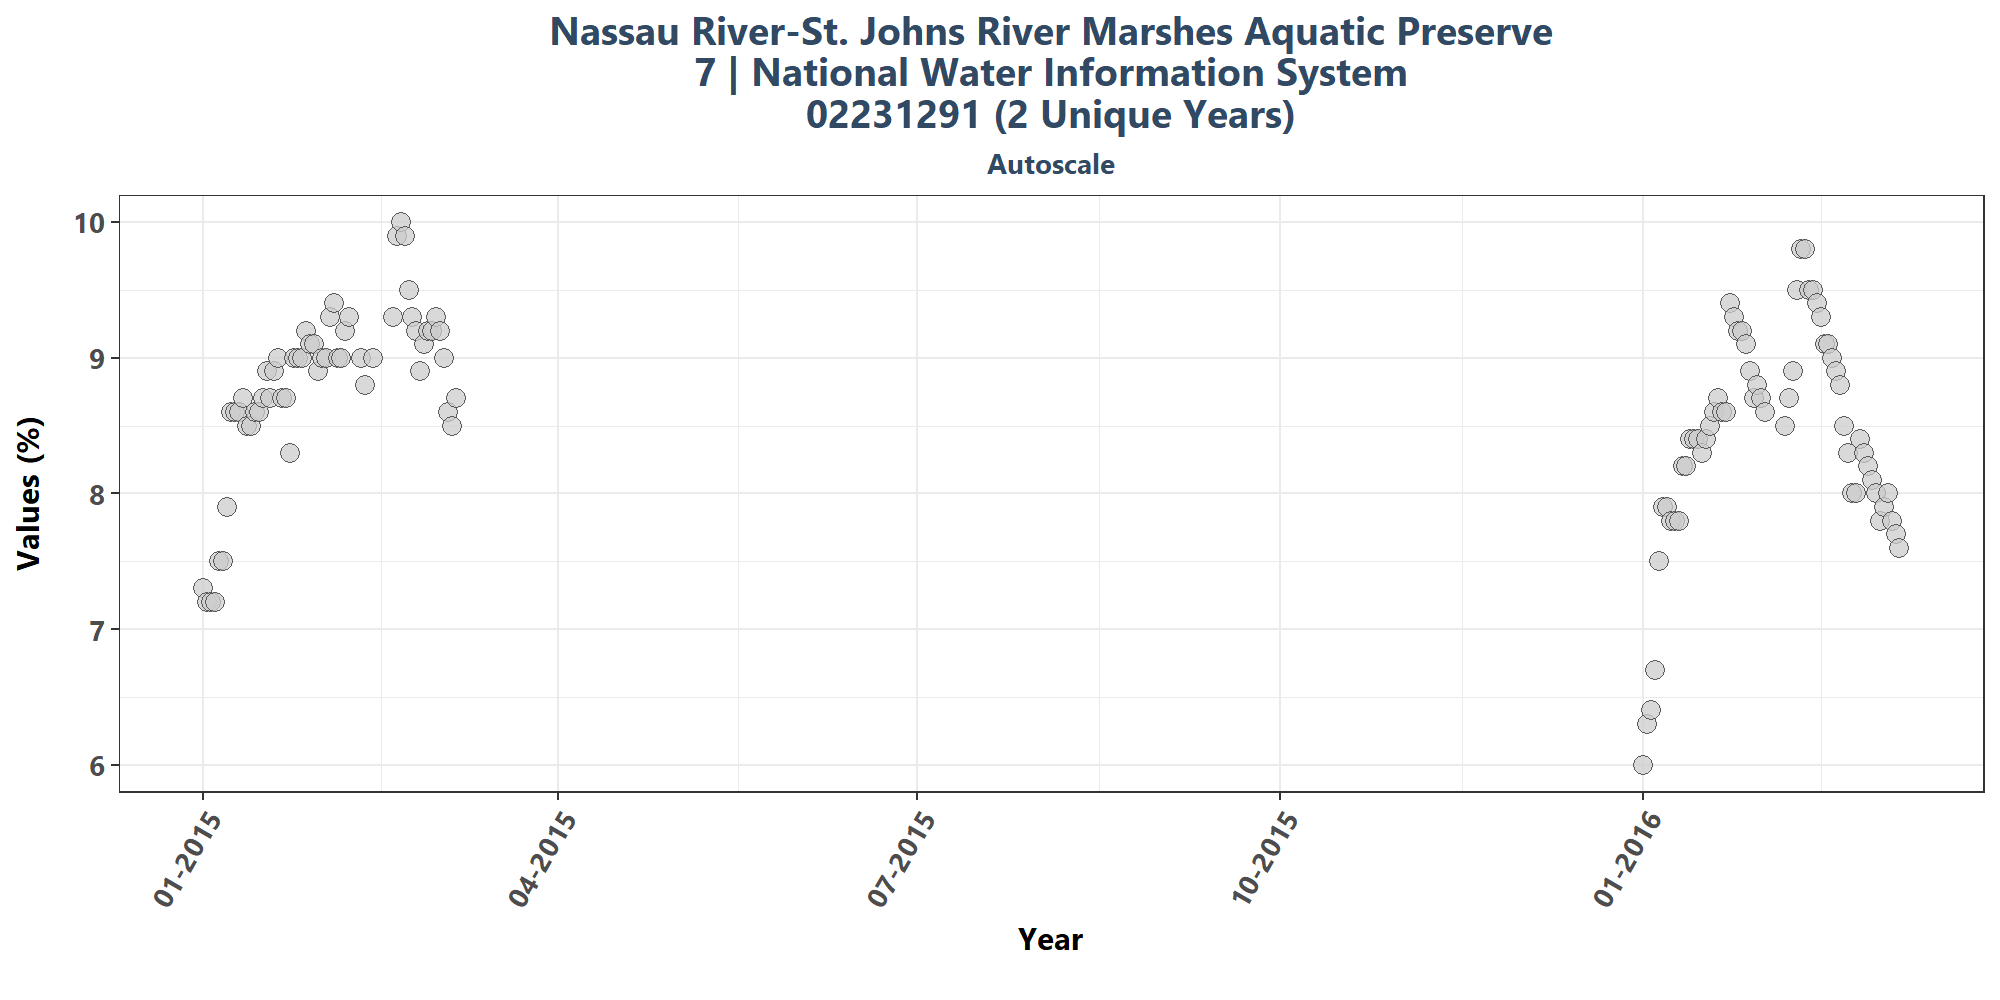 Nassau River-St. Johns River Marshes Aquatic Preserve
7 | National Water Information System
02231291 (2 Unique Years)
Autoscale
10
9
8
7
6
Values (%)
01-2015
04-2015
07-2015
10-2015
01-2016
Year